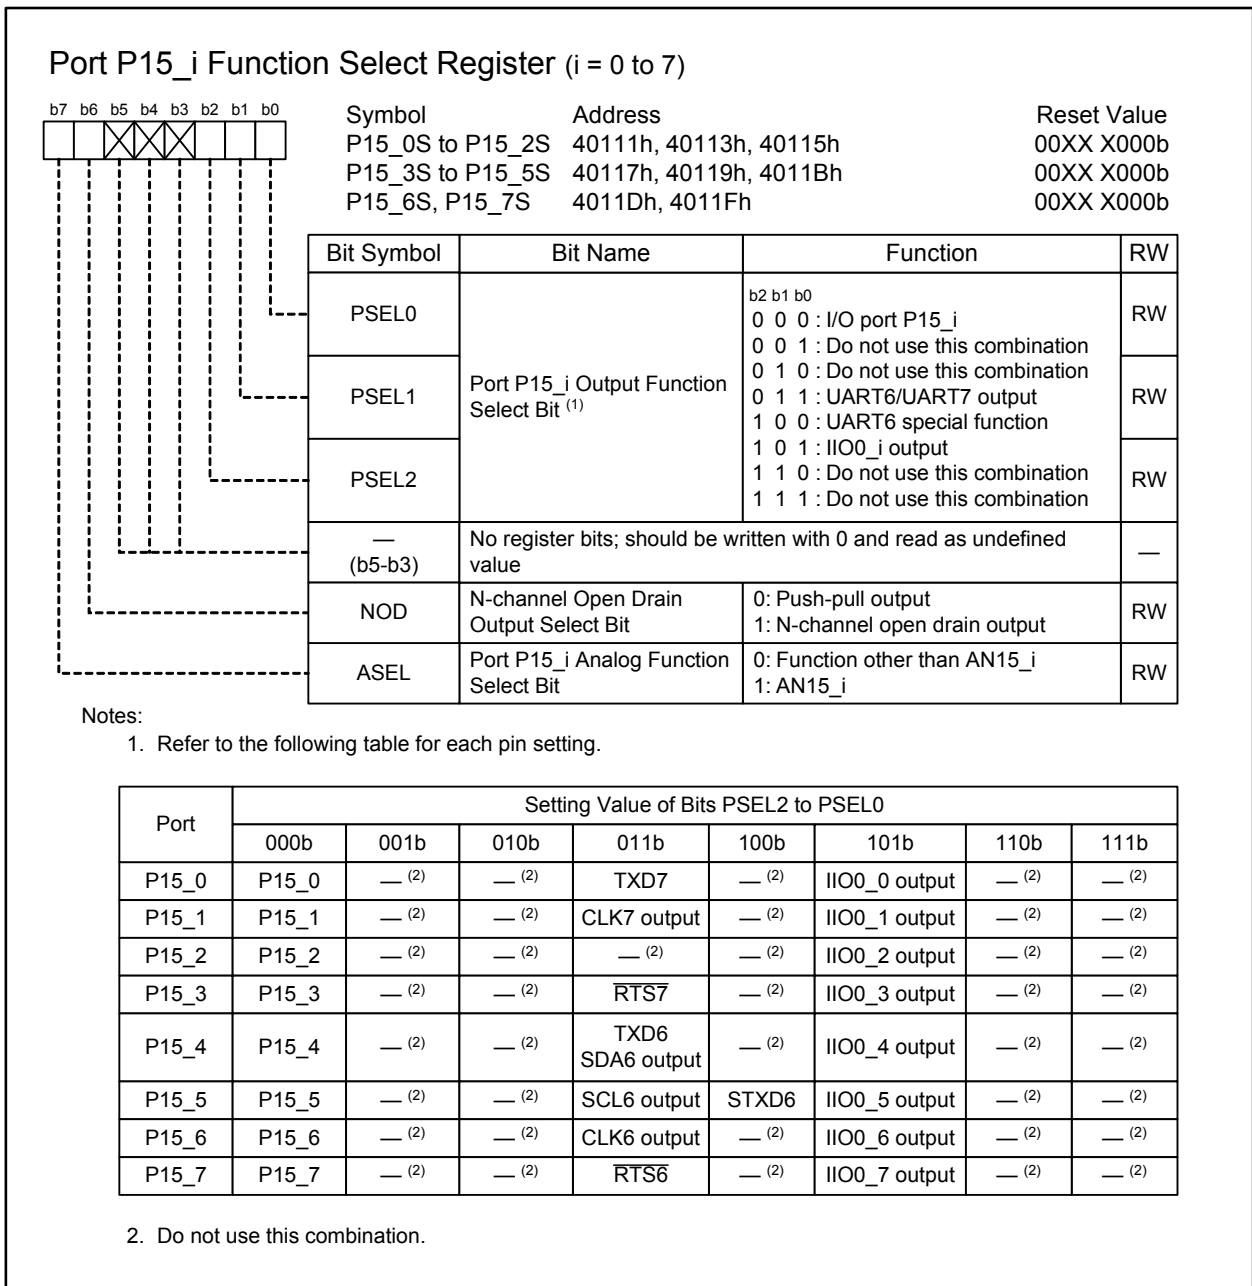 Port P15_i Function Select Register (i = 0 to 7)
b7 b6 b5 b4 b3 b2 b1 b0
Symbol Address Reset Value
P15_0S to P15_2S 40111h, 40113h, 40115h 00XX X000b
P15_3S to P15_5S 40117h, 40119h, 4011Bh 00XX X000b
P15_6S, P15_7S 4011Dh, 4011Fh 00XX X000b
Bit Symbol Bit Name Function RW
PSEL0 RW
PSEL1 RW
PSEL2 RW
Port P15_i Output Function
Select Bit (1)
b2 b1 b0
0 0 0 : I/O port P15_i
0 0 1 : Do not use this combination
0 1 0 : Do not use this combination
0 1 1 : UART6/UART7 output
1 0 0 : UART6 special function
1 0 1 : IIO0_i output
1 1 0 : Do not use this combination
1 1 1 : Do not use this combination
—
(b5-b3)
No register bits; should be written with 0 and read as undefined
value
—
NOD
N-channel Open Drain
Output Select Bit
0: Push-pull output
1: N-channel open drain output
RW
ASEL
Port P15_i Analog Function
Select Bit
0: Function other than AN15_i
1: AN15_i
RW
Notes:
1. Refer to the following table for each pin setting.
Port Setting Value of Bits PSEL2 to PSEL0
000b 001b 010b 011b 100b 101b 110b 111b
P15_0 P15_0 — (2) — (2) TXD7 — (2) IIO0_0 output — (2) — (2)
P15_1 P15_1 — (2) — (2) CLK7 output — (2) IIO0_1 output — (2) — (2)
P15_2 P15_2 — (2) — (2) — (2) — (2) IIO0_2 output — (2) — (2)
P15_3 P15_3 — (2) — (2) RTS7 — (2) IIO0_3 output — (2) — (2)
P15_4 P15_4 — (2) — (2) TXD6 SDA6 output — (2) IIO0_4 output — (2) — (2)
P15_5 P15_5 — (2) — (2) SCL6 output STXD6 IIO0_5 output — (2) — (2)
P15_6 P15_6 — (2) — (2) CLK6 output — (2) IIO0_6 output — (2) — (2)
P15_7 P15_7 — (2) — (2) RTS6 — (2) IIO0_7 output — (2) — (2)
2. Do not use this combination.